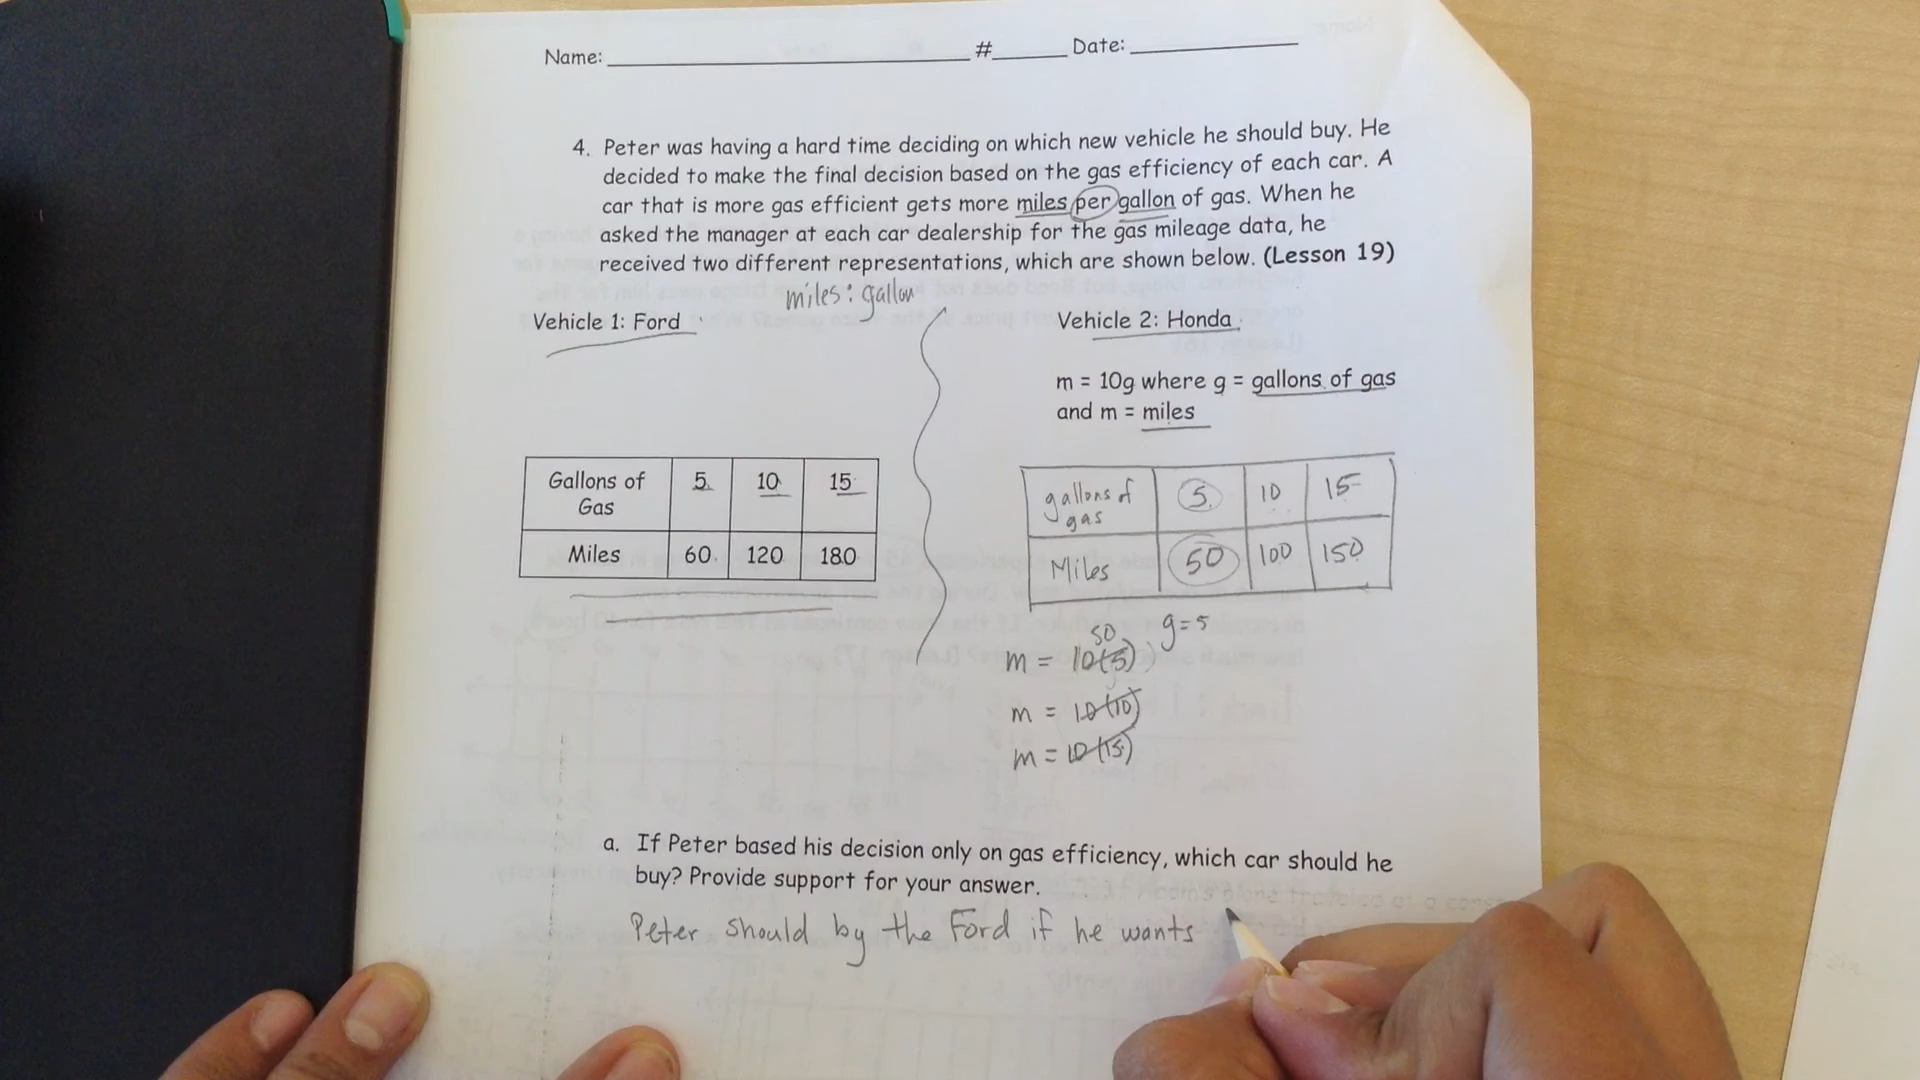 Name: # Date:
4. Peter was having a hard time deciding on which new vehicle he should buy. He
decided to make the final decision based on the gas efficiency of each car. A
car that is more gas efficient gets more miles per gallon of gas. When he
asked the manager at each car dealership for the gas mileage data, he
received two different representations, which are shown below. (Lesson 19)
miles: gallon
Vehicle 1: Ford
Gallons of 5 10 15
Gas
Miles 60 120 180
Vehicle 2: Honda
m = 10g where g = gallons of gas
and m = miles
gallons of 5 10 15
gas
Miles 50 100 150
50 g=5
m = 10(5)
m = 10(10)
m = 10(15)
a. If Peter based his decision only on gas efficiency, which car should he
buy? Provide support for your answer.
Peter should by the Ford if he wants